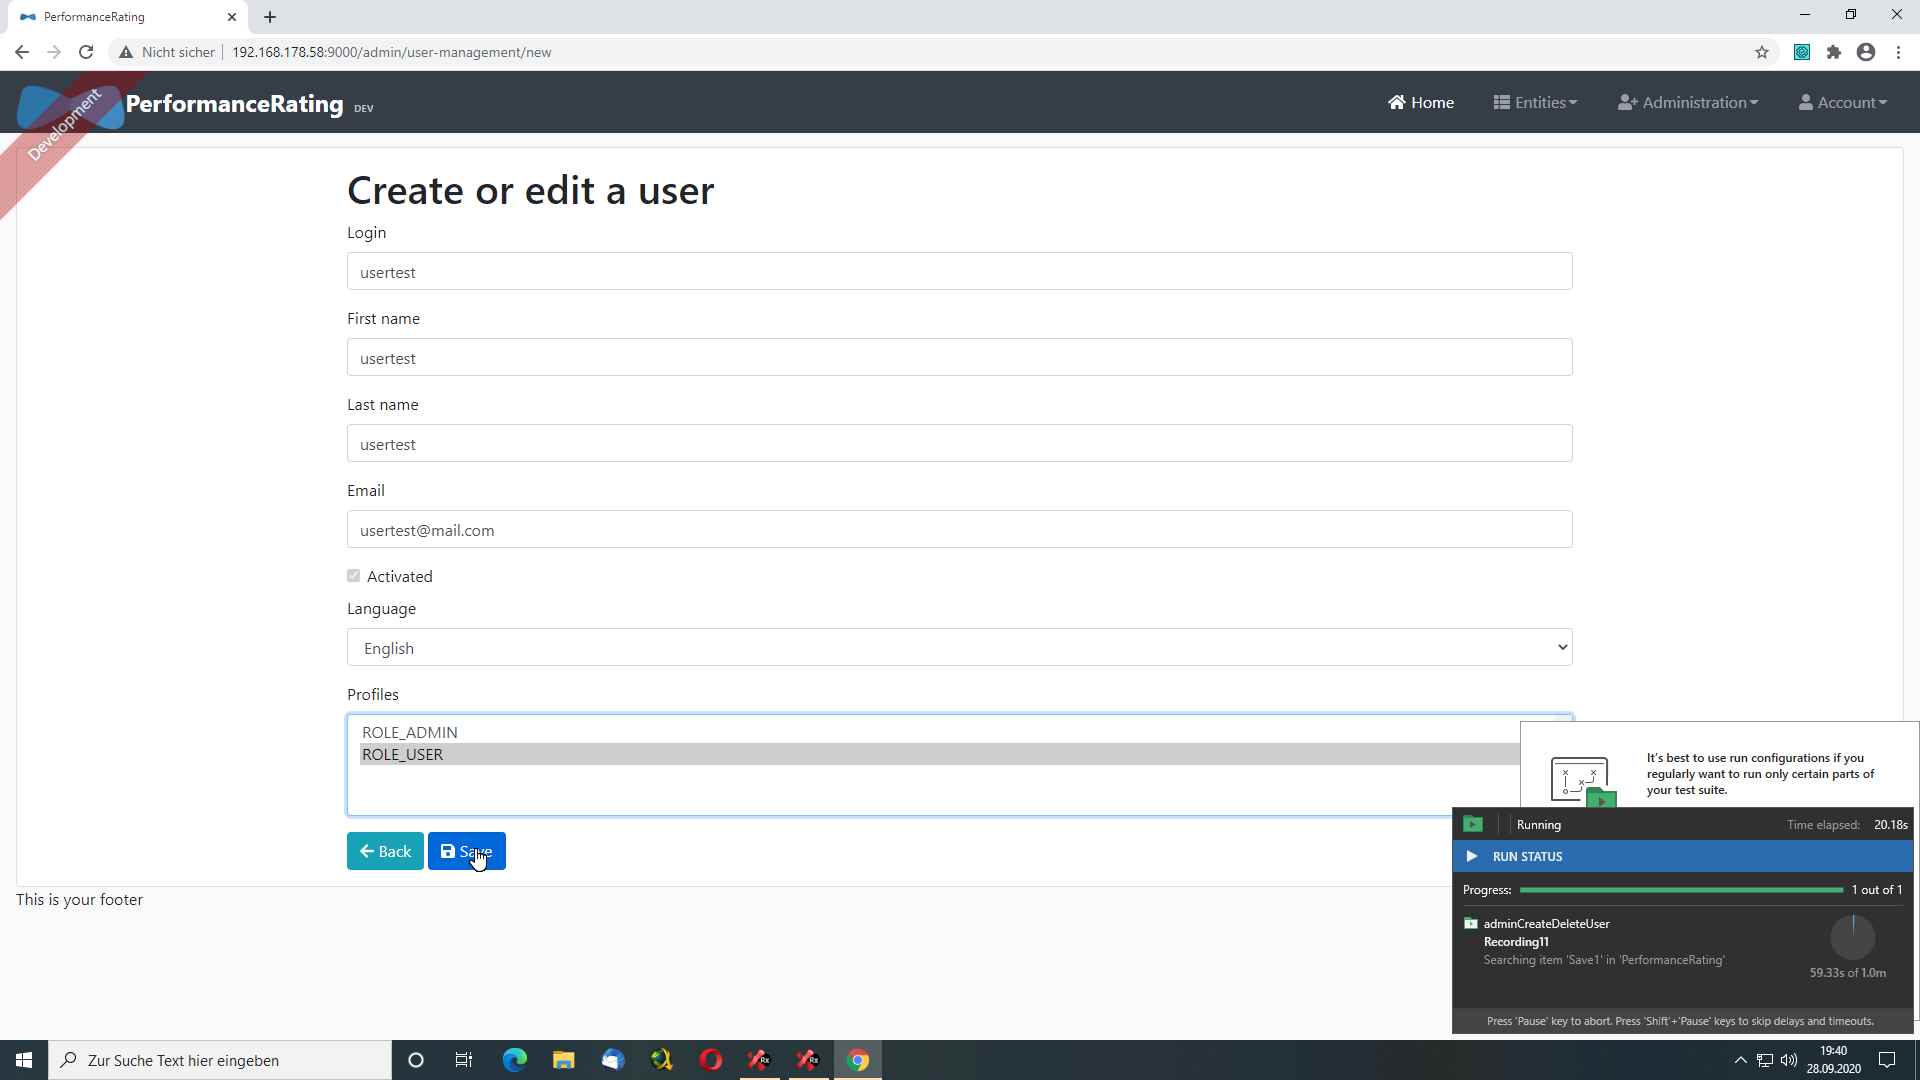 PerformanceRating
Nicht sicher
192.168.178.58:9000/admin/user-management/new
Development
PerformanceRating DEV
Home
Entities
Administration
Account
Create or edit a user
Login
usertest
First name
usertest
Last name
usertest
Email
usertest@mail.com
Activated
Language
English
Profiles
ROLE_ADMIN
ROLE_USER
Back
Save
This is your footer
It's best to use run configurations if you
regularly want to run only certain parts of
your test suite.
Running
Time elapsed: 20.18s
RUN STATUS
Progress: 1 out of 1
adminCreateDeleteUser
Recording11
Searching item 'Save1' in 'PerformanceRating'
59.33s of 1.0m
Press 'Pause' key to abort. Press 'Shift'+'Pause' keys to skip delays and timeouts.
Zur Suche Text hier eingeben
19:40
28.09.2020